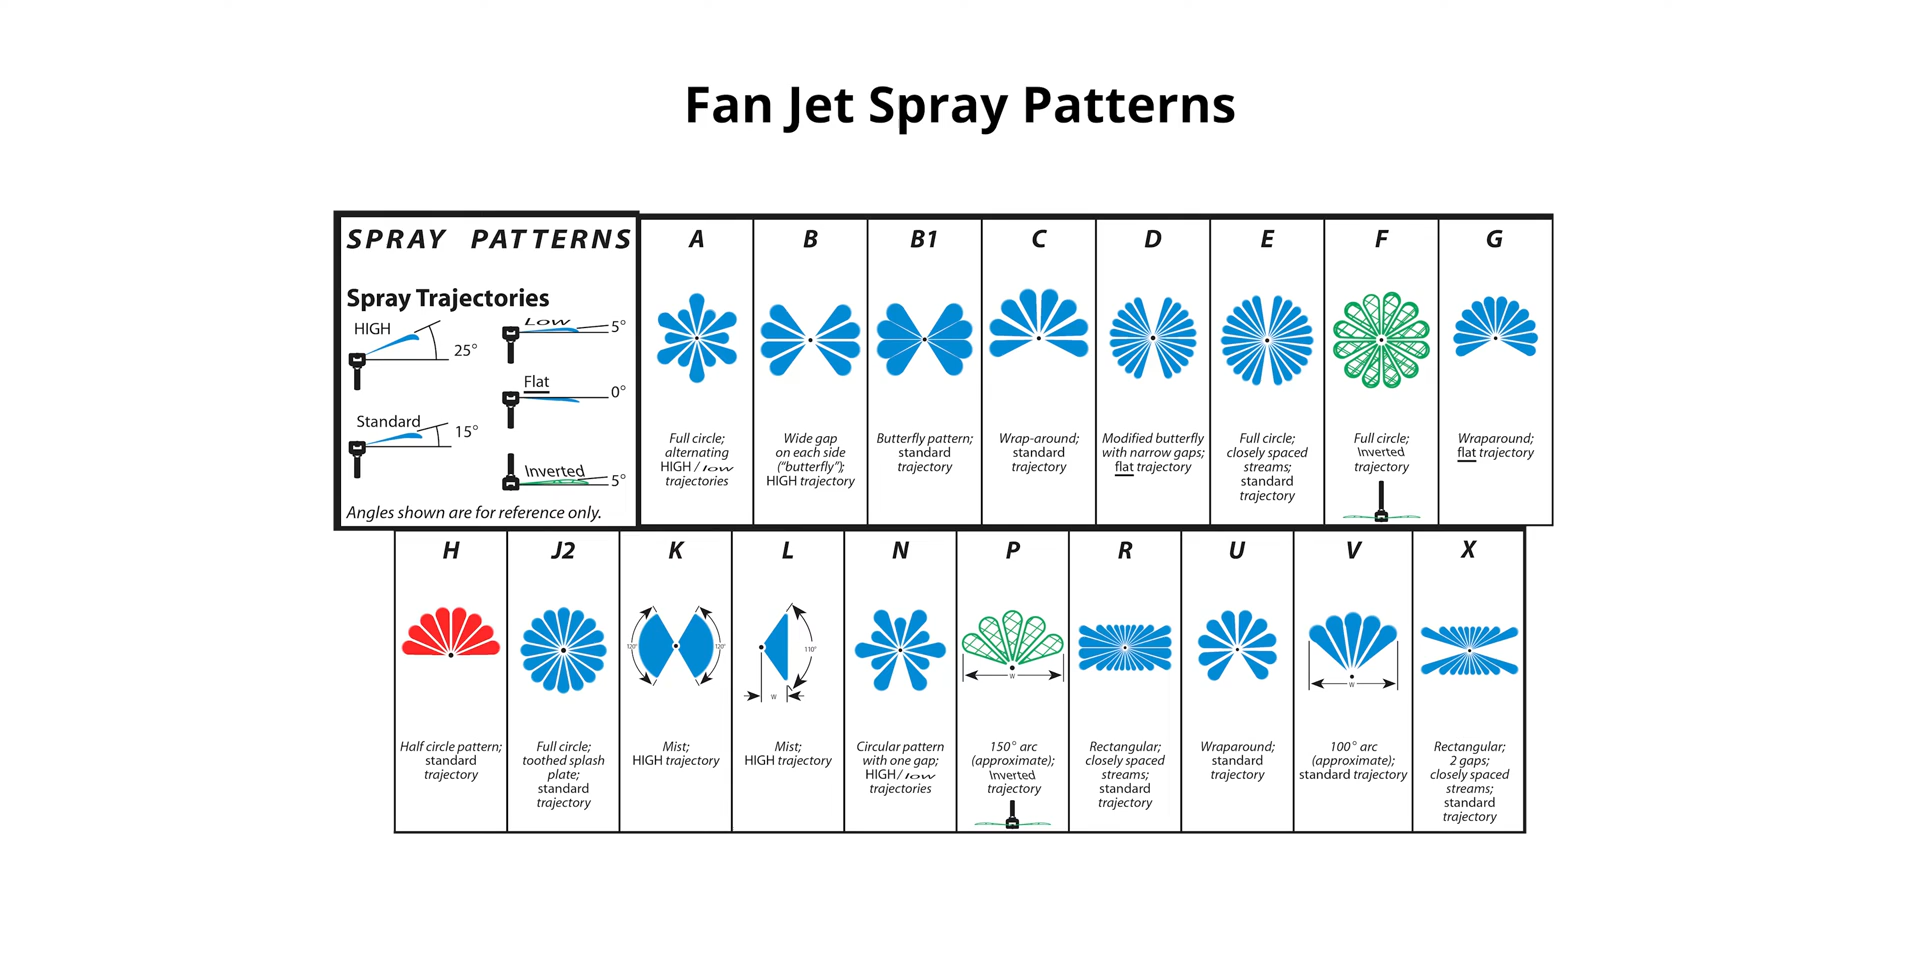 Fan Jet Spray Patterns
SPRAY PATTERNS
Spray Trajectories
HIGH
25°
Low
5°
Flat
0°
Standard
15°
Inverted
5°
Angles shown are for reference only.
A
Full circle;
alternating
HIGH / low
trajectories
B
Wide gap
on each side
("butterfly");
HIGH trajectory
B1
Butterfly pattern;
standard
trajectory
C
Wrap-around;
standard
trajectory
D
Modified butterfly
with narrow gaps;
flat trajectory
E
Full circle;
closely spaced
streams;
standard
trajectory
F
Full circle;
Inverted
trajectory
G
Wraparound;
flat trajectory
H
Half circle pattern;
standard
trajectory
J2
Full circle;
toothed splash
plate;
standard
trajectory
K
120°
120°
Mist;
HIGH trajectory
L
110°
W
Mist;
HIGH trajectory
N
Circular pattern
with one gap;
HIGH/low
trajectories
P
W
150° arc
(approximate);
Inverted
trajectory
R
Rectangular;
closely spaced
streams;
standard
trajectory
U
Wraparound;
standard
trajectory
V
W
100° arc
(approximate);
standard trajectory
X
Rectangular;
2 gaps;
closely spaced
streams;
standard
trajectory